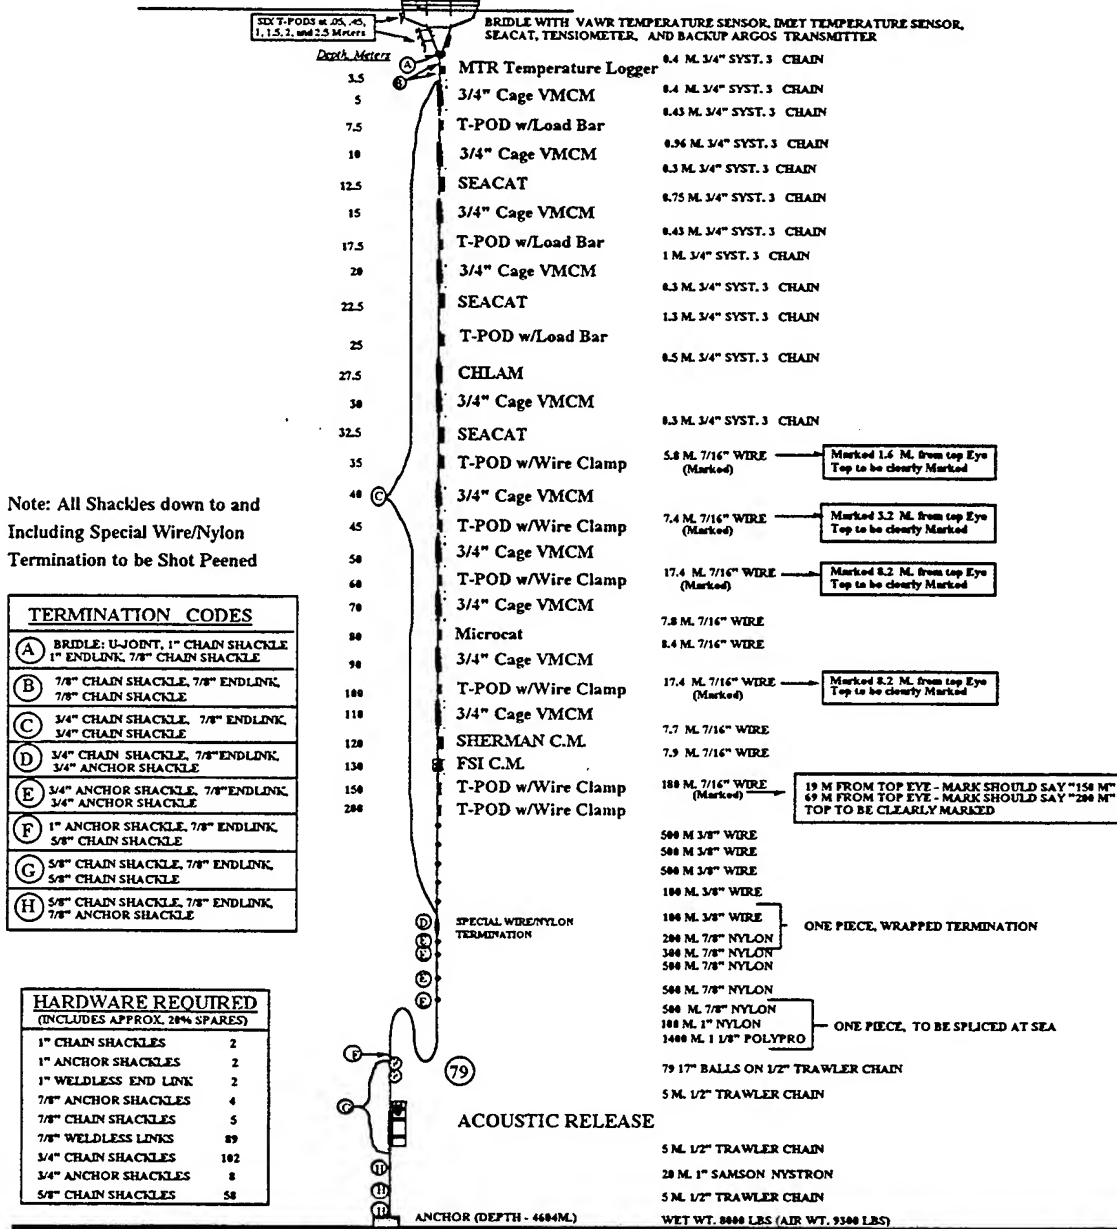 SIX T-PODS at .05, .45,
1, 1.5, 2, and 2.5 Meters
BRIDLE WITH VAWR TEMPERATURE SENSOR, IMET TEMPERATURE SENSOR,
SEACAT, TENSIOMETER, AND BACKUP ARGOS TRANSMITTER
Depth, Meters
A
0.4 M. 3/4" SYST. 3 CHAIN
3.5
B
MTR Temperature Logger
5
3/4" Cage VMCM
0.4 M. 3/4" SYST. 3 CHAIN
0.43 M. 3/4" SYST. 3 CHAIN
7.5
T-POD w/Load Bar
0.96 M. 3/4" SYST. 3 CHAIN
10
3/4" Cage VMCM
0.3 M. 3/4" SYST. 3 CHAIN
12.5
SEACAT
0.75 M. 3/4" SYST. 3 CHAIN
15
3/4" Cage VMCM
0.43 M. 3/4" SYST. 3 CHAIN
17.5
T-POD w/Load Bar
1 M. 3/4" SYST. 3 CHAIN
20
3/4" Cage VMCM
0.3 M. 3/4" SYST. 3 CHAIN
22.5
SEACAT
1.3 M. 3/4" SYST. 3 CHAIN
25
T-POD w/Load Bar
0.5 M. 3/4" SYST. 3 CHAIN
27.5
CHLAM
30
3/4" Cage VMCM
0.3 M. 3/4" SYST. 3 CHAIN
32.5
SEACAT
35
T-POD w/Wire Clamp
5.8 M. 7/16" WIRE
(Marked)
Marked 1.6 M. from top Eye
Top to be clearly Marked
40
C
3/4" Cage VMCM
45
T-POD w/Wire Clamp
7.4 M. 7/16" WIRE
(Marked)
Marked 3.2 M. from top Eye
Top to be clearly Marked
50
3/4" Cage VMCM
60
T-POD w/Wire Clamp
17.4 M. 7/16" WIRE
(Marked)
Marked 8.2 M. from top Eye
Top to be clearly Marked
70
3/4" Cage VMCM
7.8 M. 7/16" WIRE
80
Microcat
8.4 M. 7/16" WIRE
90
3/4" Cage VMCM
100
T-POD w/Wire Clamp
17.4 M. 7/16" WIRE
(Marked)
Marked 8.2 M. from top Eye
Top to be clearly Marked
110
3/4" Cage VMCM
7.7 M. 7/16" WIRE
120
SHERMAN C.M.
7.9 M. 7/16" WIRE
130
FSI C.M.
150
T-POD w/Wire Clamp
180 M. 7/16" WIRE
(Marked)
19 M FROM TOP EYE - MARK SHOULD SAY "150 M"
69 M FROM TOP EYE - MARK SHOULD SAY "200 M"
TOP TO BE CLEARLY MARKED
200
T-POD w/Wire Clamp
500 M 3/8" WIRE
500 M 3/8" WIRE
500 M 3/8" WIRE
100 M. 3/8" WIRE
D
SPECIAL WIRE/NYLON
TERMINATION
100 M. 3/8" WIRE
200 M. 7/8" NYLON
ONE PIECE, WRAPPED TERMINATION
E
E
300 M. 7/8" NYLON
500 M. 7/8" NYLON
E
500 M. 7/8" NYLON
E
500 M. 7/8" NYLON
100 M. 1" NYLON
1400 M. 1 1/8" POLYPRO
ONE PIECE, TO BE SPLICED AT SEA
F
79
79 17" BALLS ON 1/2" TRAWLER CHAIN
5 M. 1/2" TRAWLER CHAIN
G
ACOUSTIC RELEASE
5 M. 1/2" TRAWLER CHAIN
H
20 M. 1" SAMSON NYSTRON
H
5 M. 1/2" TRAWLER CHAIN
H
ANCHOR (DEPTH - 4604M.)
WET WT. 8000 LBS (AIR WT. 9300 LBS)
Note: All Shackles down to and
Including Special Wire/Nylon
Termination to be Shot Peened
TERMINATION CODES
A BRIDLE: U-JOINT, 1" CHAIN SHACKLE
1" ENDLINK, 7/8" CHAIN SHACKLE
B 7/8" CHAIN SHACKLE, 7/8" ENDLINK,
7/8" CHAIN SHACKLE
C 3/4" CHAIN SHACKLE, 7/8" ENDLINK,
3/4" CHAIN SHACKLE
D 3/4" CHAIN SHACKLE, 7/8"ENDLINK,
3/4" ANCHOR SHACKLE
E 3/4" ANCHOR SHACKLE, 7/8"ENDLINK,
3/4" ANCHOR SHACKLE
F 1" ANCHOR SHACKLE, 7/8" ENDLINK,
5/8" CHAIN SHACKLE
G 5/8" CHAIN SHACKLE, 7/8" ENDLINK,
5/8" CHAIN SHACKLE
H 5/8" CHAIN SHACKLE, 7/8" ENDLINK,
7/8" ANCHOR SHACKLE
HARDWARE REQUIRED
(INCLUDES APPROX. 20% SPARES)
1" CHAIN SHACKLES 2
1" ANCHOR SHACKLES 2
1" WELDLESS END LINK 2
7/8" ANCHOR SHACKLES 4
7/8" CHAIN SHACKLES 5
7/8" WELDLESS LINKS 89
3/4" CHAIN SHACKLES 102
3/4" ANCHOR SHACKLES 8
5/8" CHAIN SHACKLES 58